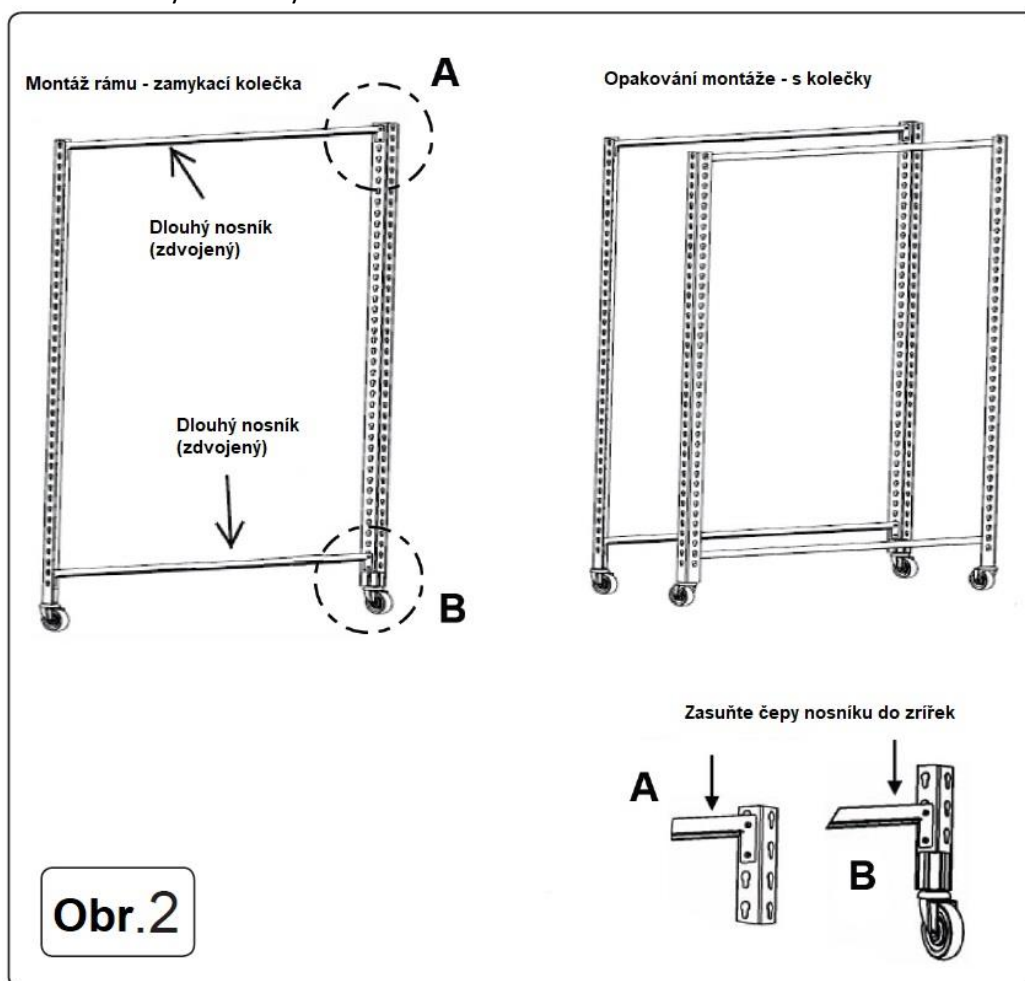 Montáž rámu - zamykací kolečka
A
Opakování montáže - s kolečky
Dlouhý nosník
(zdvojený)
Dlouhý nosník
(zdvojený)
B
Zasuňte čepy nosníku do zrířek
A
B
Obr.2